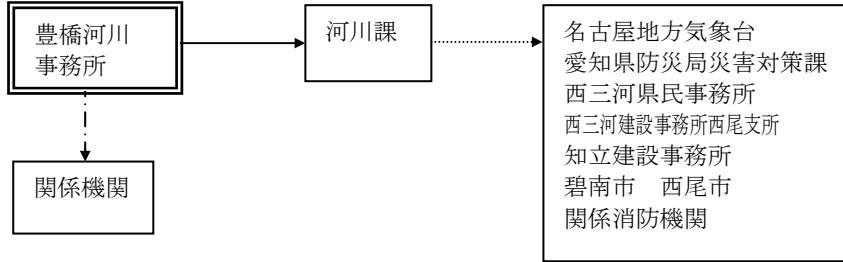 豊橋河川
事務所
河川課
名古屋地方気象台
愛知県防災局災害対策課
西三河県民事務所
西三河建設事務所西尾支所
知立建設事務所
碧南市　西尾市
関係消防機関
関係機関